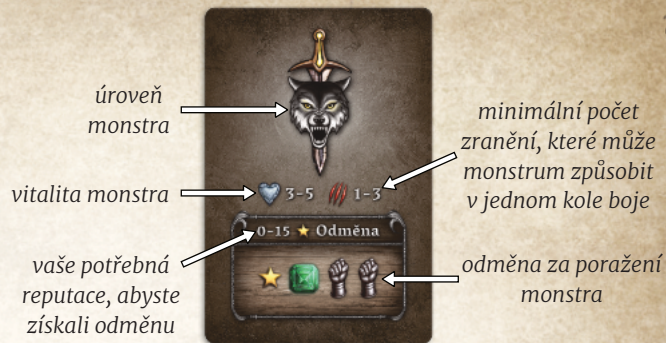 úroveň
monstra
vitalita monstra
vaše potřebná
reputace, abyste
získali odměnu
3-5 1-3
0-15 Odměna
minimální počet
zranění, které může
monstrum způsobit
v jednom kole boje
odměna za poražení
monstra